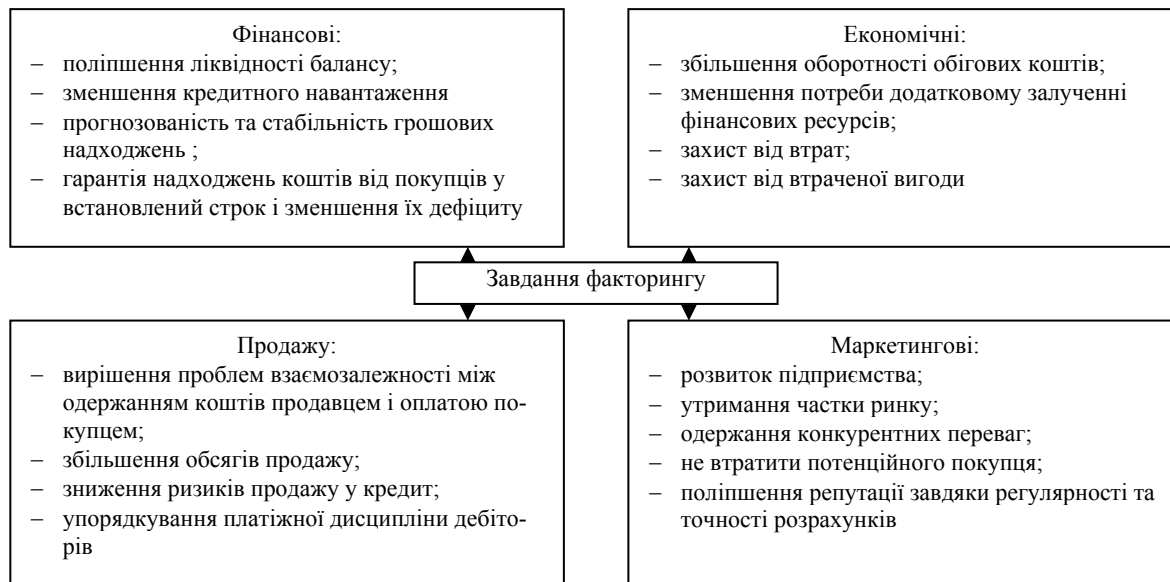 Фінансові:
– поліпшення ліквідності балансу;
– зменшення кредитного навантаження
– прогнозованість та стабільність грошових
надходжень ;
– гарантія надходжень коштів від покупців у
встановлений строк і зменшення їх дефіциту
Економічні:
– збільшення оборотності обігових коштів;
– зменшення потреби додатковому залученні
фінансових ресурсів;
– захист від втрат;
– захист від втраченої вигоди
Завдання факторингу
Продажу:
– вирішення проблем взаємозалежності між
одержанням коштів продавцем і оплатою по-
купцем;
– збільшення обсягів продажу;
– зниження ризиків продажу у кредит;
– упорядкування платіжної дисципліни дебіто-
рів
Маркетингові:
– розвиток підприємства;
– утримання частки ринку;
– одержання конкурентних переваг;
– не втратити потенційного покупця;
– поліпшення репутації завдяки регулярності та
точності розрахунків